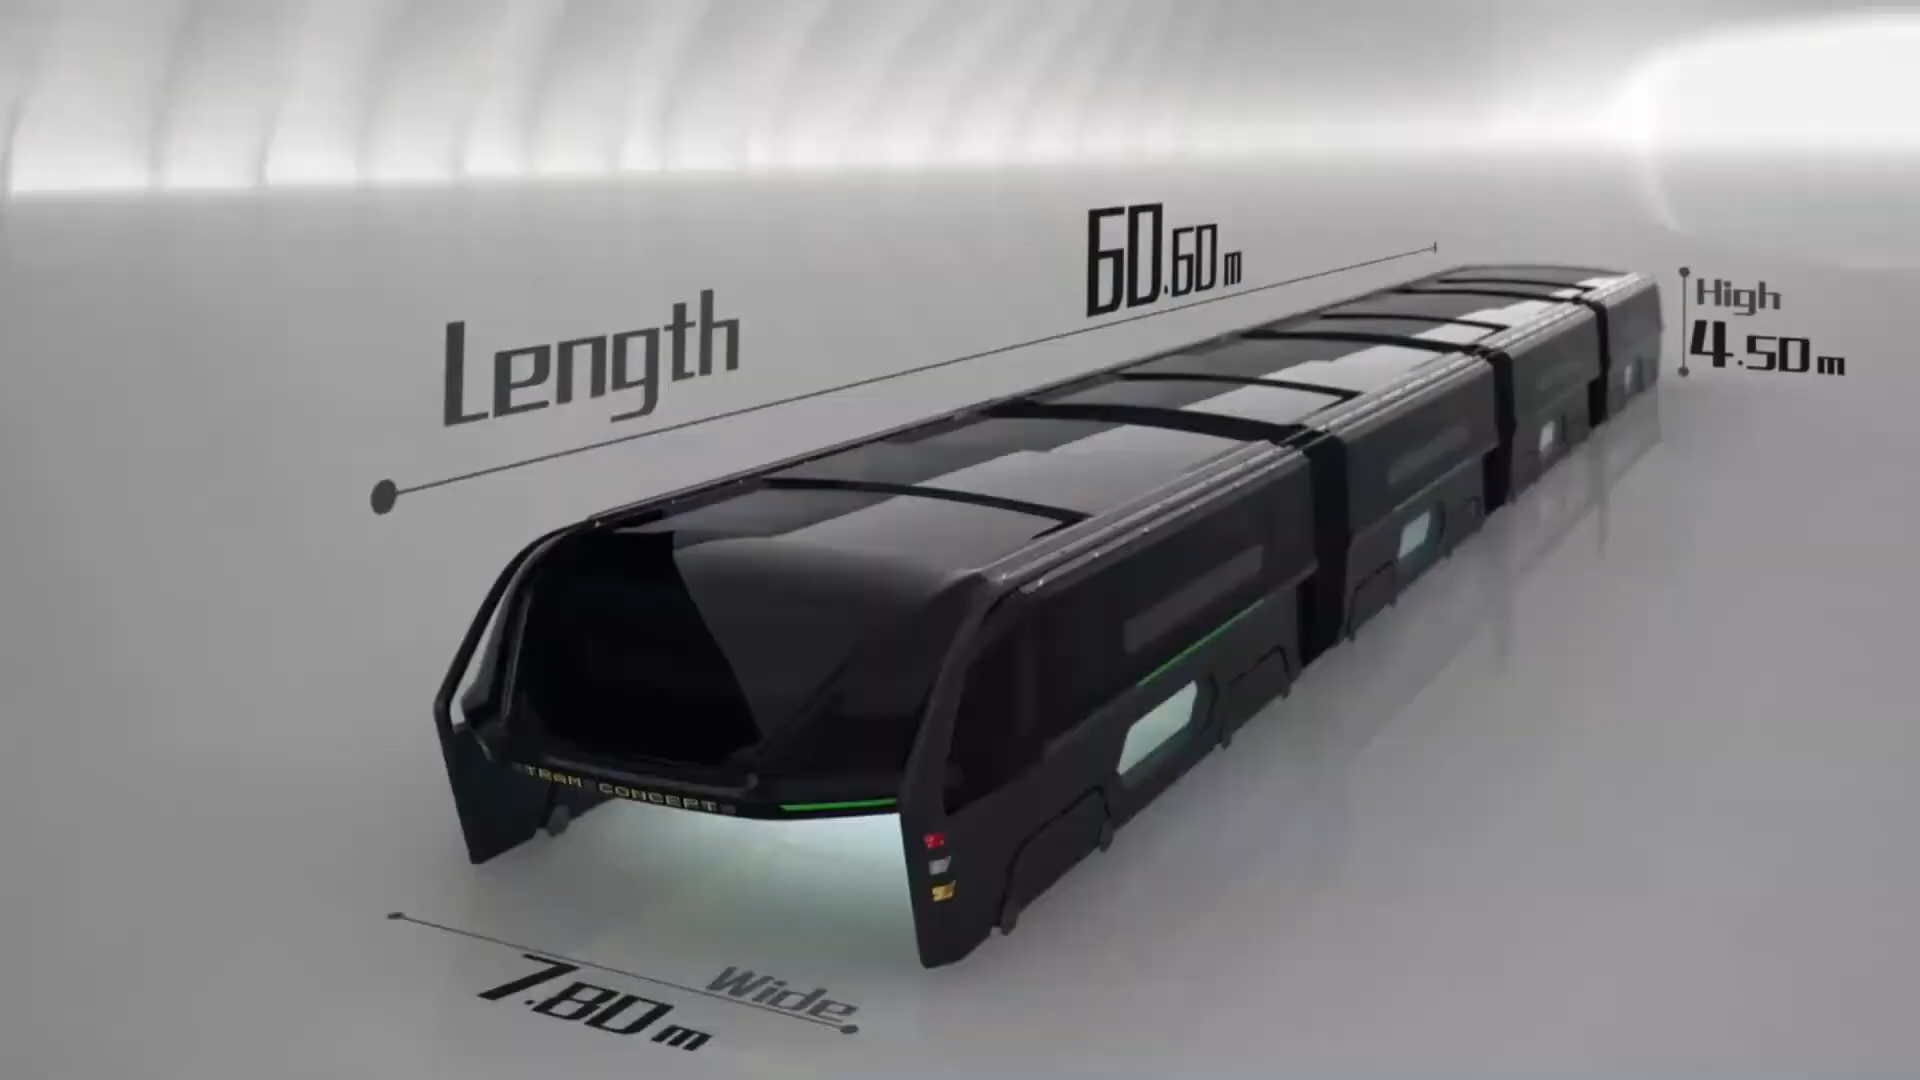 Length
60.60m
High
4.50m
TRAM CONCEPT
Wide
7.80m